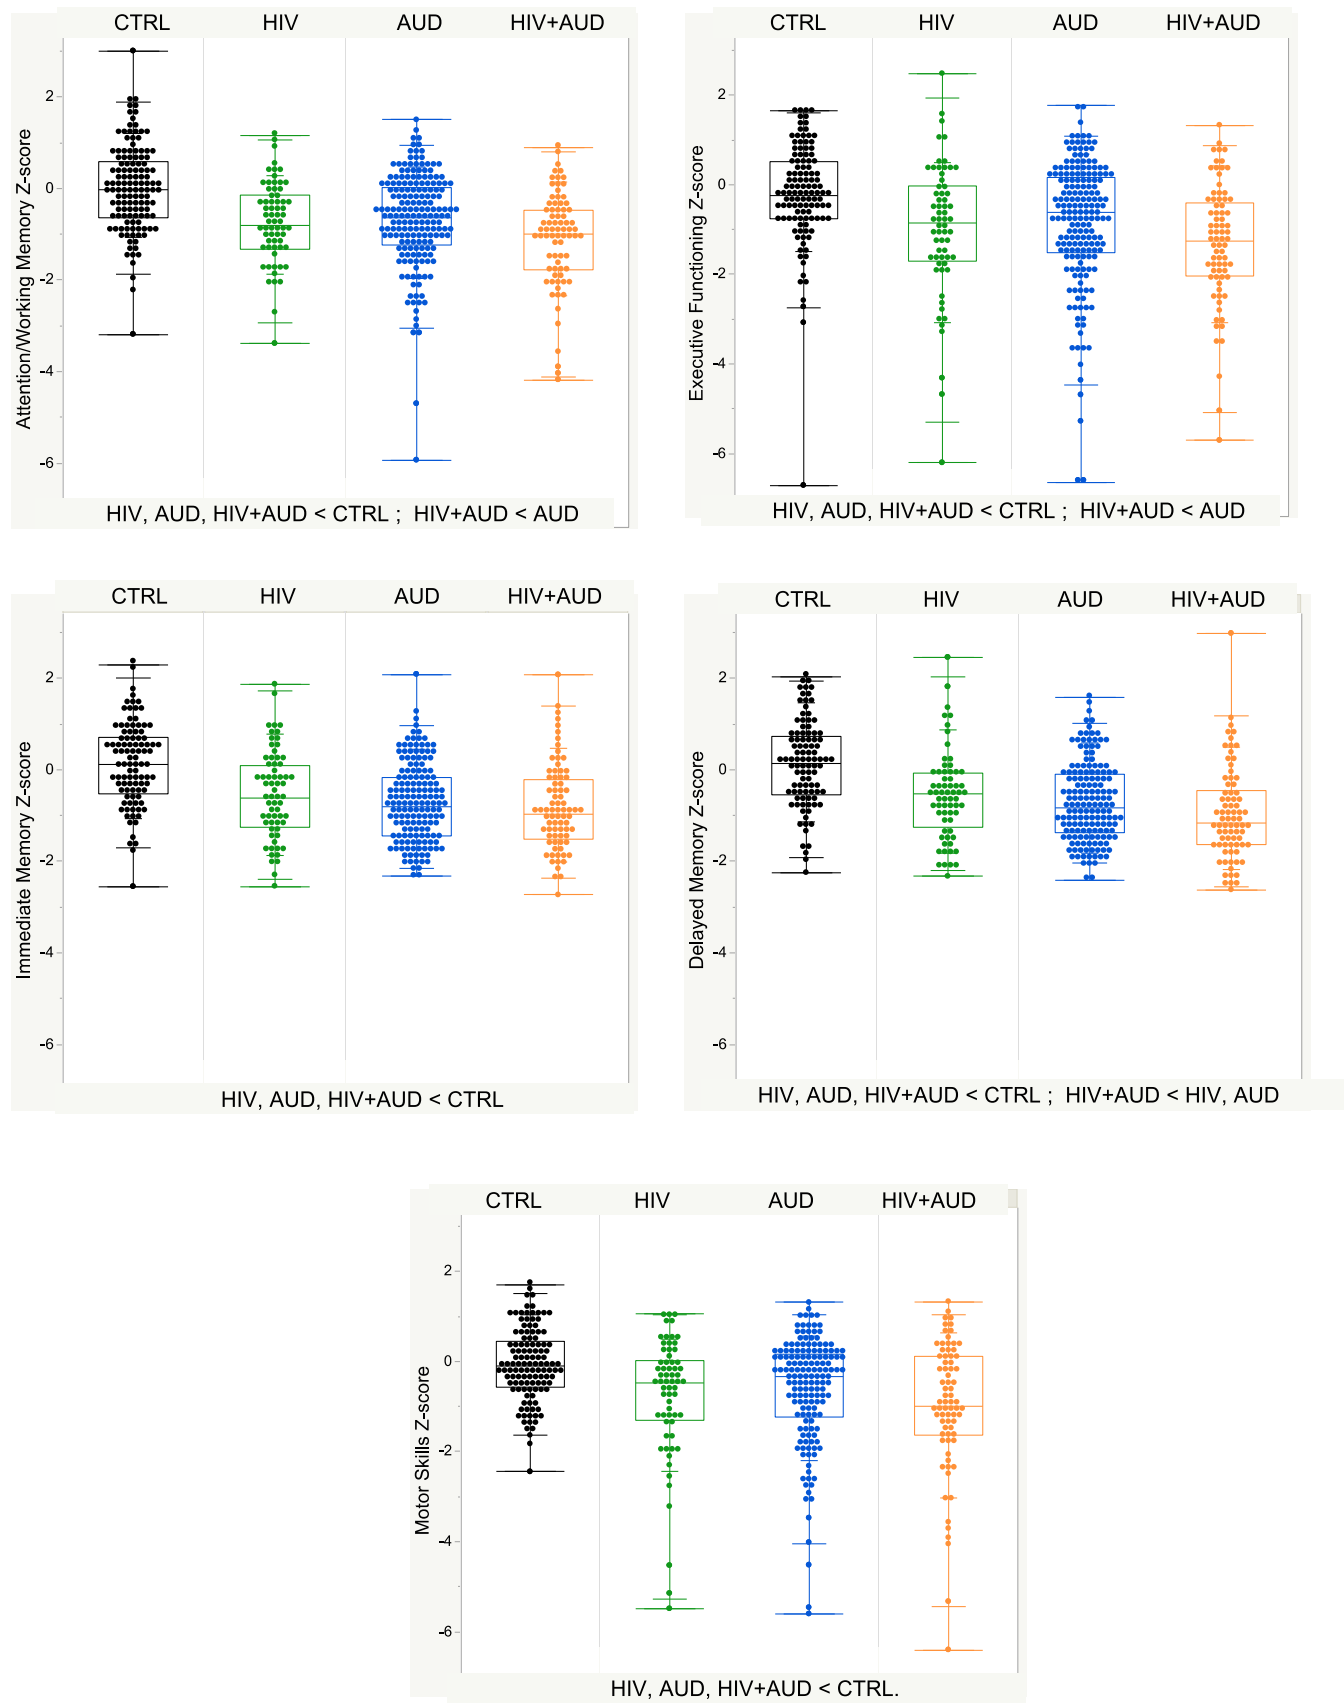 CTRL HIV AUD HIV+AUD
2
0
-2
-4
-6
Attention/Working Memory Z-score
HIV, AUD, HIV+AUD < CTRL ; HIV+AUD < AUD
CTRL HIV AUD HIV+AUD
2
0
-2
-4
-6
Executive Functioning Z-score
HIV, AUD, HIV+AUD < CTRL ; HIV+AUD < AUD
CTRL HIV AUD HIV+AUD
2
0
-2
-4
-6
Immediate Memory Z-score
HIV, AUD, HIV+AUD < CTRL
CTRL HIV AUD HIV+AUD
2
0
-2
-4
-6
Delayed Memory Z-score
HIV, AUD, HIV+AUD < CTRL ; HIV+AUD < HIV, AUD
CTRL HIV AUD HIV+AUD
2
0
-2
-4
-6
Motor Skills Z-score
HIV, AUD, HIV+AUD < CTRL.